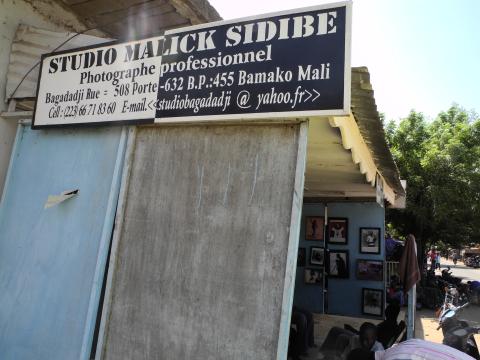 STUDIO MALICK SIDIBE
Photographe professionnel
Bagadadji Rue = 508 Porte -632 B.P.:455 Bamako Mali
Cell : (223) 66 71 83 60 E-mail.<<studiobagadadji @ yahoo.fr>>